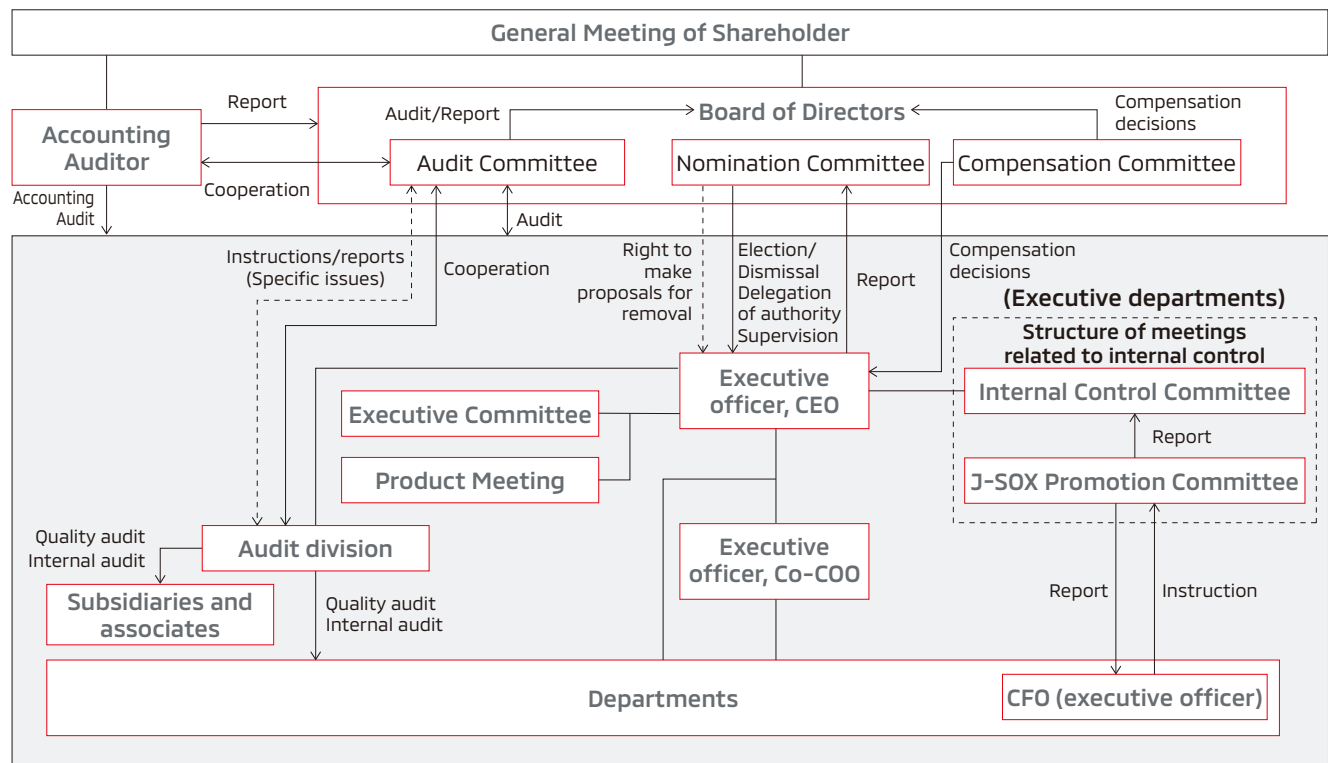 General Meeting of Shareholder
Report
Accounting
Auditor
Cooperation
Accounting
Audit
Audit/Report
Board of Directors
Compensation
decisions
Audit Committee
Nomination Committee
Compensation Committee
Audit
Instructions/reports
(Specific issues)
Cooperation
Right to
make
proposals for
removal
Election/
Dismissal
Delegation
of authority
Supervision
Report
Compensation
decisions
(Executive departments)
Structure of meetings
related to internal control
Executive
officer, CEO
Internal Control Committee
Executive Committee
Report
Product Meeting
J-SOX Promotion Committee
Quality audit
Internal audit
Audit division
Executive
officer, Co-COO
Subsidiaries and
associates
Quality audit
Internal audit
Report
Instruction
Departments
CFO (executive officer)